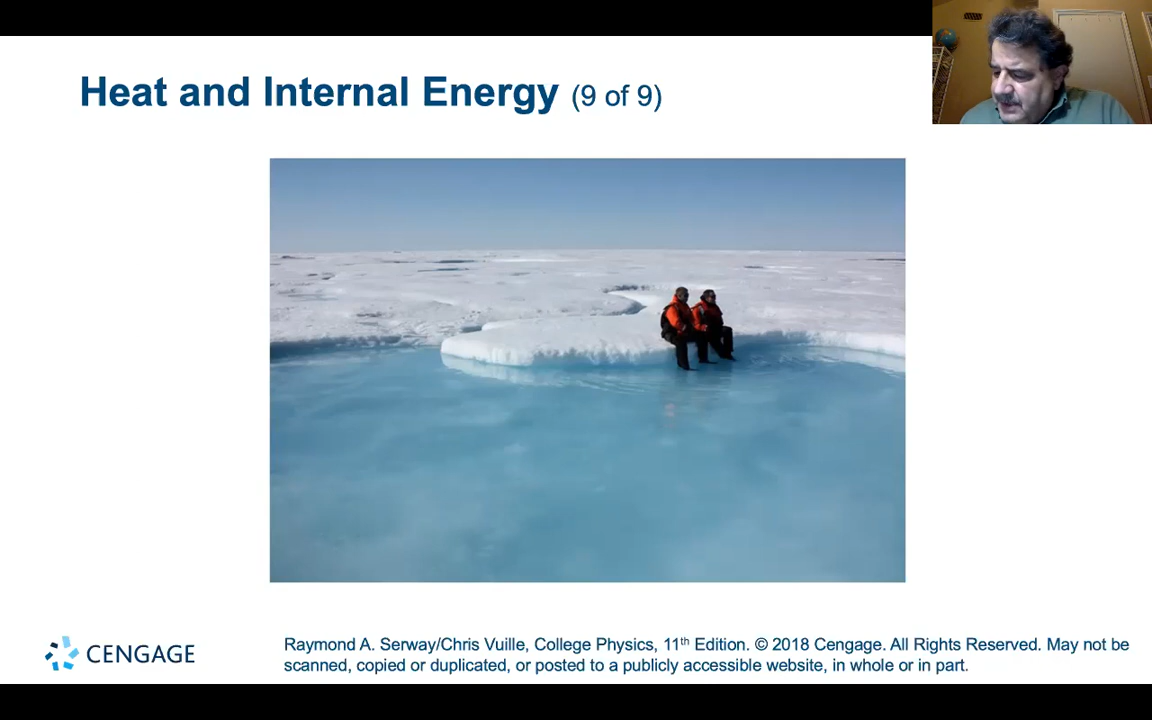 Heat and Internal Energy (9 of 9)
CENGAGE
Raymond A. Serway/Chris Vuille, College Physics, 11th Edition. © 2018 Cengage. All Rights Reserved. May not be
scanned, copied or duplicated, or posted to a publicly accessible website, in whole or in part.